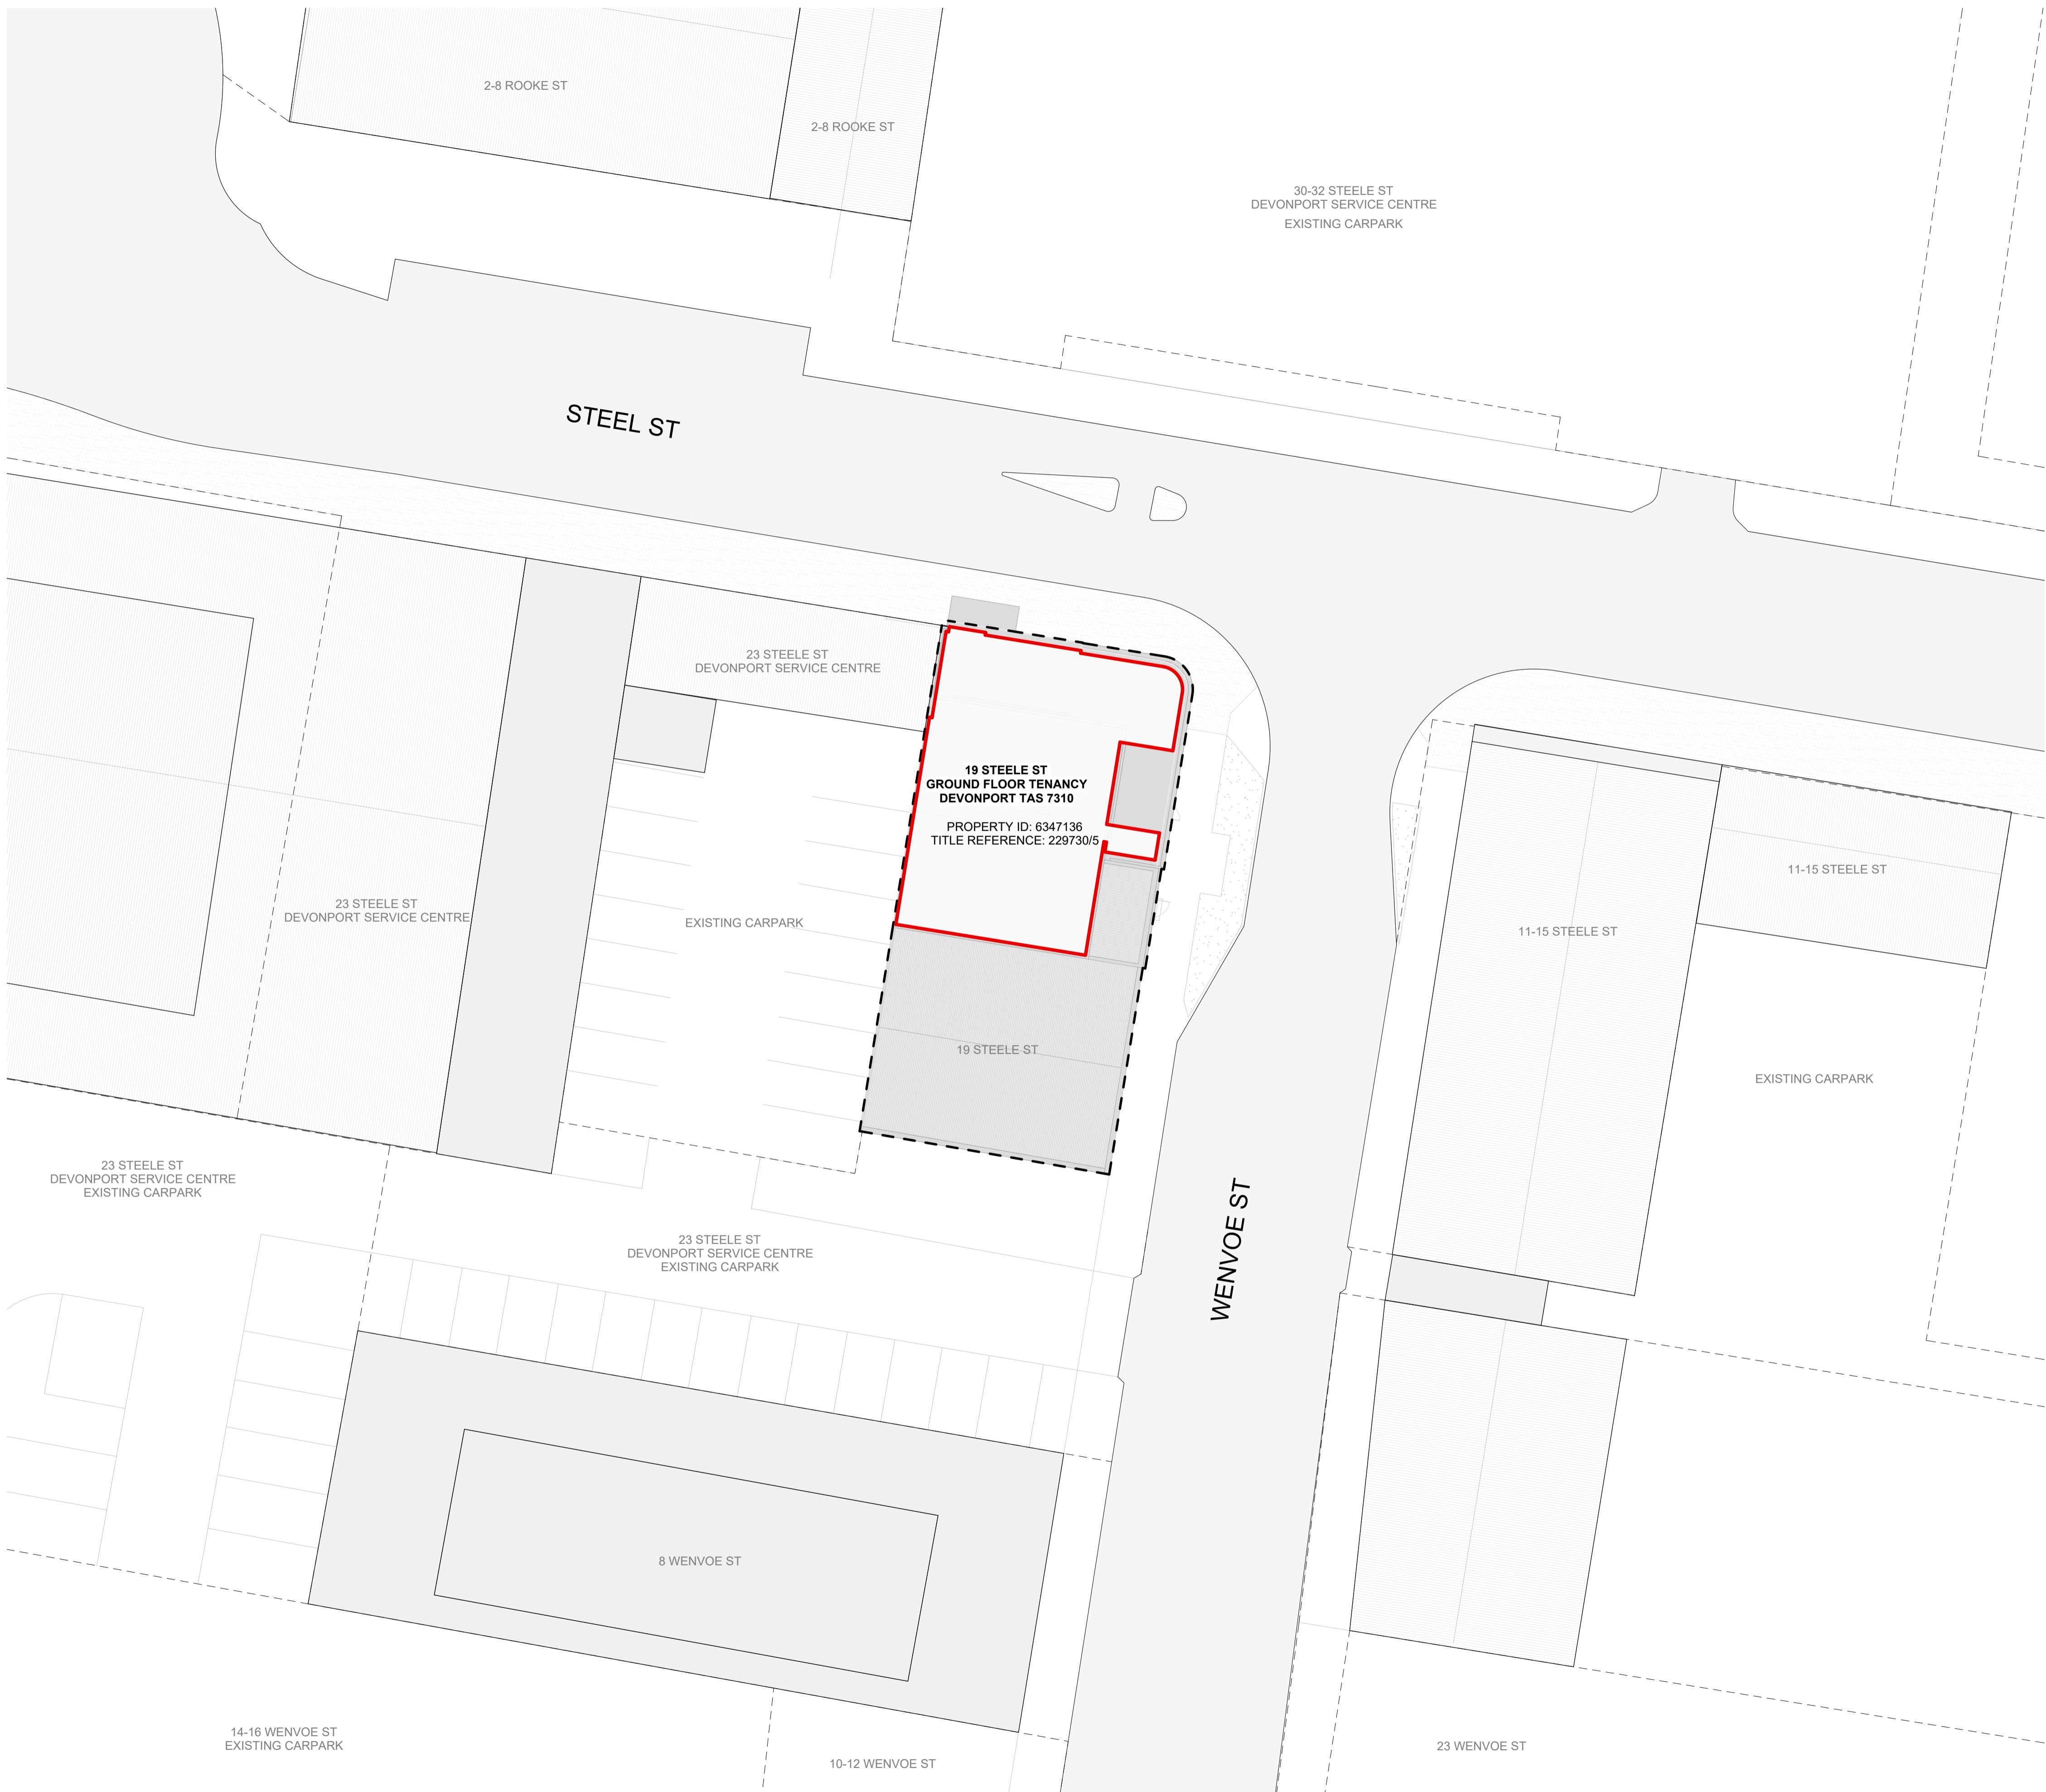 2-8 ROOKE ST
2-8 ROOKE ST
30-32 STEELE ST
DEVONPORT SERVICE CENTRE
EXISTING CARPARK
STEEL ST
23 STEELE ST
DEVONPORT SERVICE CENTRE
19 STEELE ST
GROUND FLOOR TENANCY
DEVONPORT TAS 7310
PROPERTY ID: 6347136
TITLE REFERENCE: 229730/5
11-15 STEELE ST
23 STEELE ST
DEVONPORT SERVICE CENTRE
EXISTING CARPARK
11-15 STEELE ST
19 STEELE ST
EXISTING CARPARK
23 STEELE ST
DEVONPORT SERVICE CENTRE
EXISTING CARPARK
WENVOE ST
23 STEELE ST
DEVONPORT SERVICE CENTRE
EXISTING CARPARK
8 WENVOE ST
14-16 WENVOE ST
EXISTING CARPARK
10-12 WENVOE ST
23 WENVOE ST